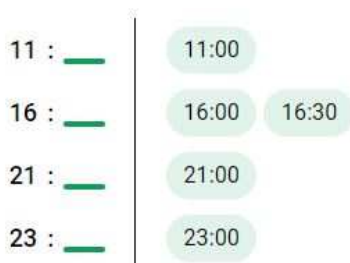 11 : __ 11:00
16 : __ 16:00 16:30
21 : __ 21:00
23 : __ 23:00